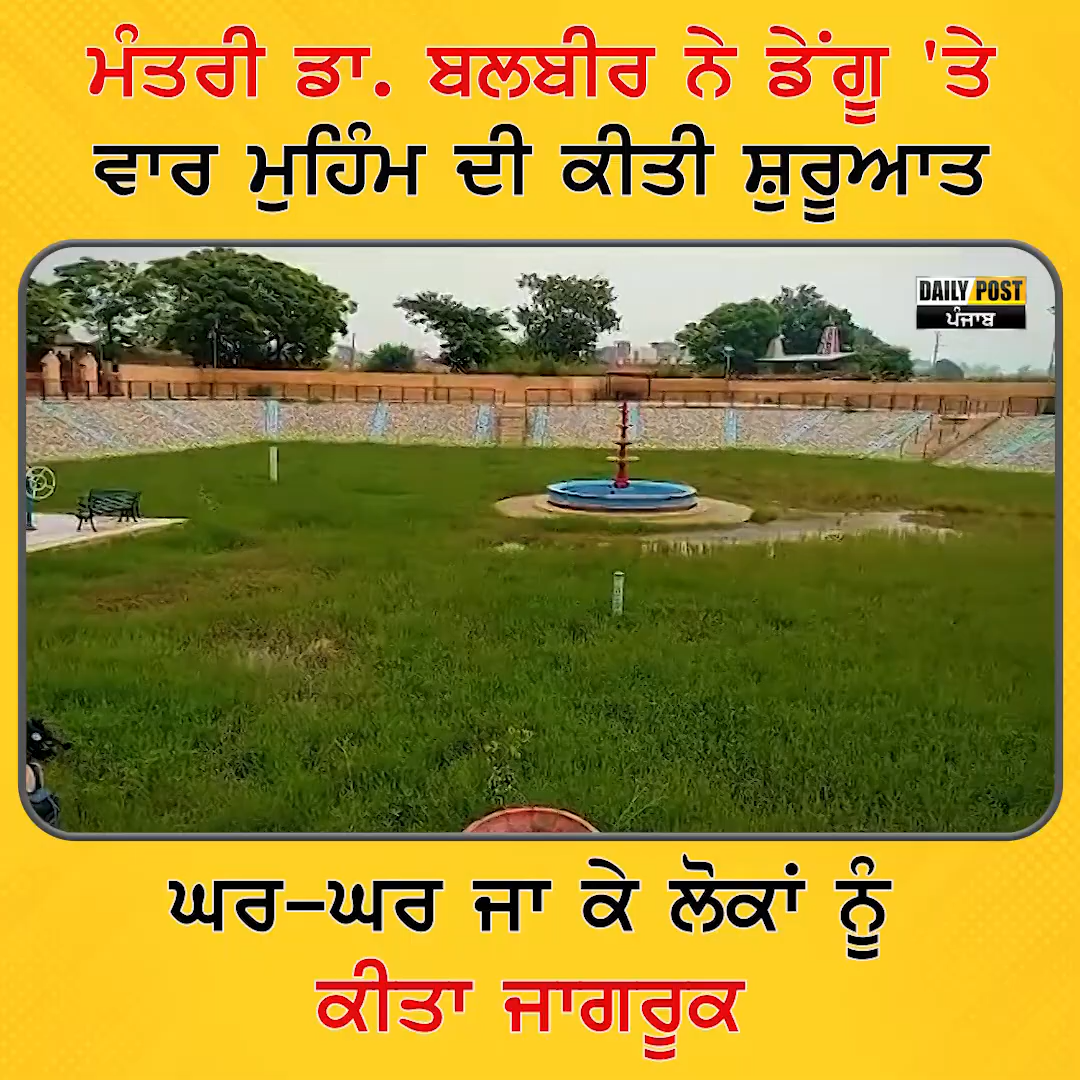 ਮੰਤਰੀ ਡਾ. ਬਲਬੀਰ ਨੇ ਡੇਂਗੂ 'ਤੇ
ਵਾਰ ਮੁਹਿੰਮ ਦੀ ਕੀਤੀ ਸ਼ੁਰੂਆਤ
DAILY POST
ਪੰਜਾਬ
ਘਰ-ਘਰ ਜਾ ਕੇ ਲੋਕਾਂ ਨੂੰ
ਕੀਤਾ ਜਾਗਰੂਕ